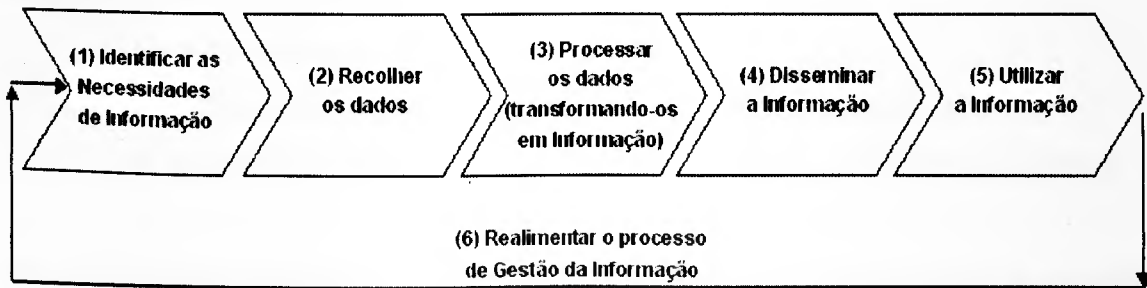 (1) Identificar as
Necessidades
de Informação
(2) Recolher
os dados
(3) Processar
os dados
(transformando-os
em Informação)
(4) Disseminar
a Informação
(5) Utilizar
a Informação
(6) Realimentar o processo
de Gestão da Informação